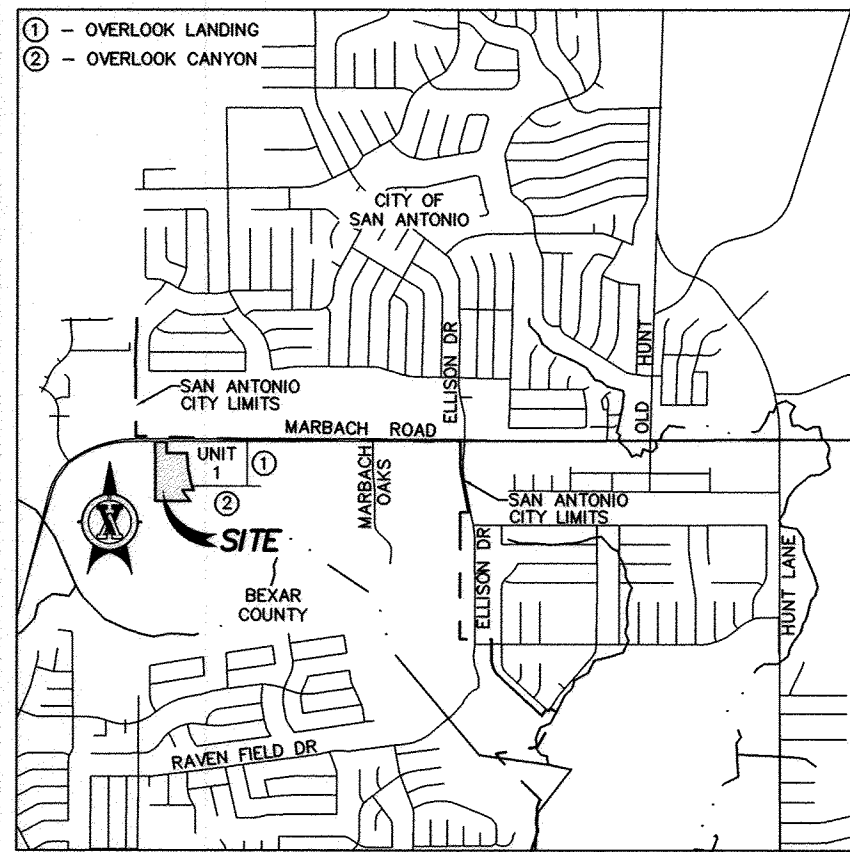 ① - OVERLOOK LANDING
② - OVERLOOK CANYON
CITY OF
SAN ANTONIO
ELLISON DR
OLD HUNT
SAN ANTONIO
CITY LIMITS
MARBACH ROAD
UNIT
1
①
②
MARBACH
OAKS
SAN ANTONIO
CITY LIMITS
SITE
ELLISON DR
HUNT LANE
BEXAR
COUNTY
RAVEN FIELD DR